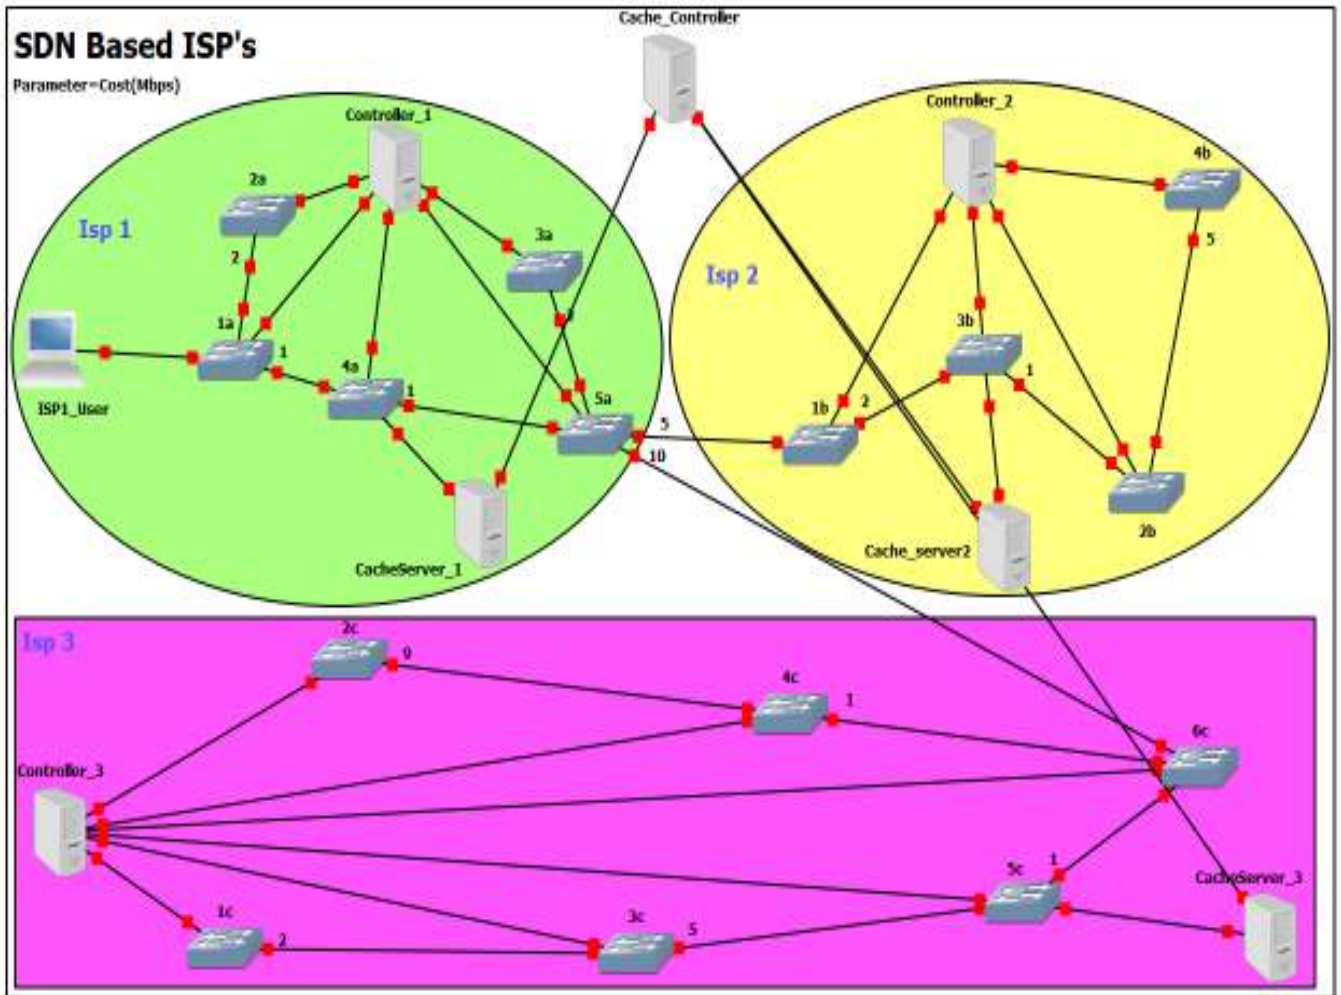 Cache_Controller
SDN Based ISP's
Parameter=Cost(Mbps)
Controller_1
Controller_2
2a
4b
Isp 1
3a
Isp 2
2
5
1a
1
4a
3b
1
1
ISP1_User
5a
5
1b
2
10
2b
CacheServer_1
Cache_server2
Isp 3
2c
9
4c
1
6c
Controller_3
1c
2
3c
5
5c
1
CacheServer_3